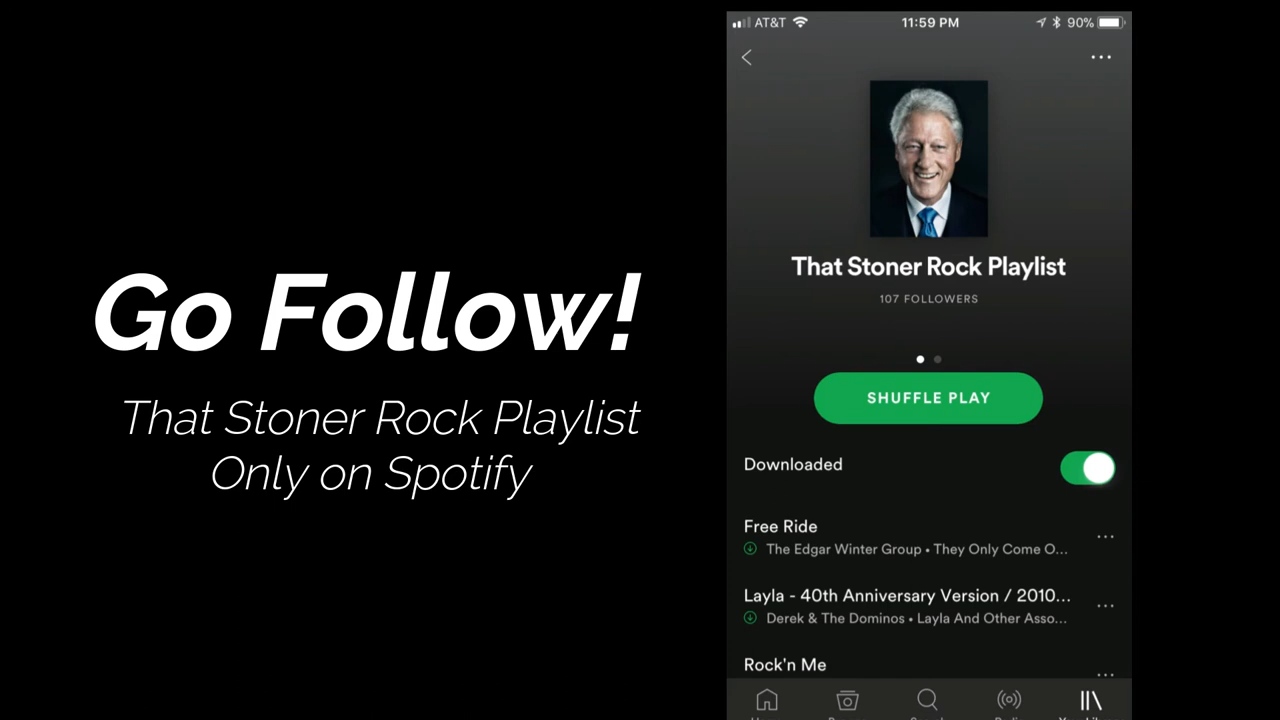 Go Follow!
That Stoner Rock Playlist
Only on Spotify
AT&T
11:59 PM
90%
That Stoner Rock Playlist
107 FOLLOWERS
SHUFFLE PLAY
Downloaded
Free Ride
The Edgar Winter Group • They Only Come O...
Layla - 40th Anniversary Version / 2010...
Derek & The Dominos • Layla And Other Asso...
Rock'n Me